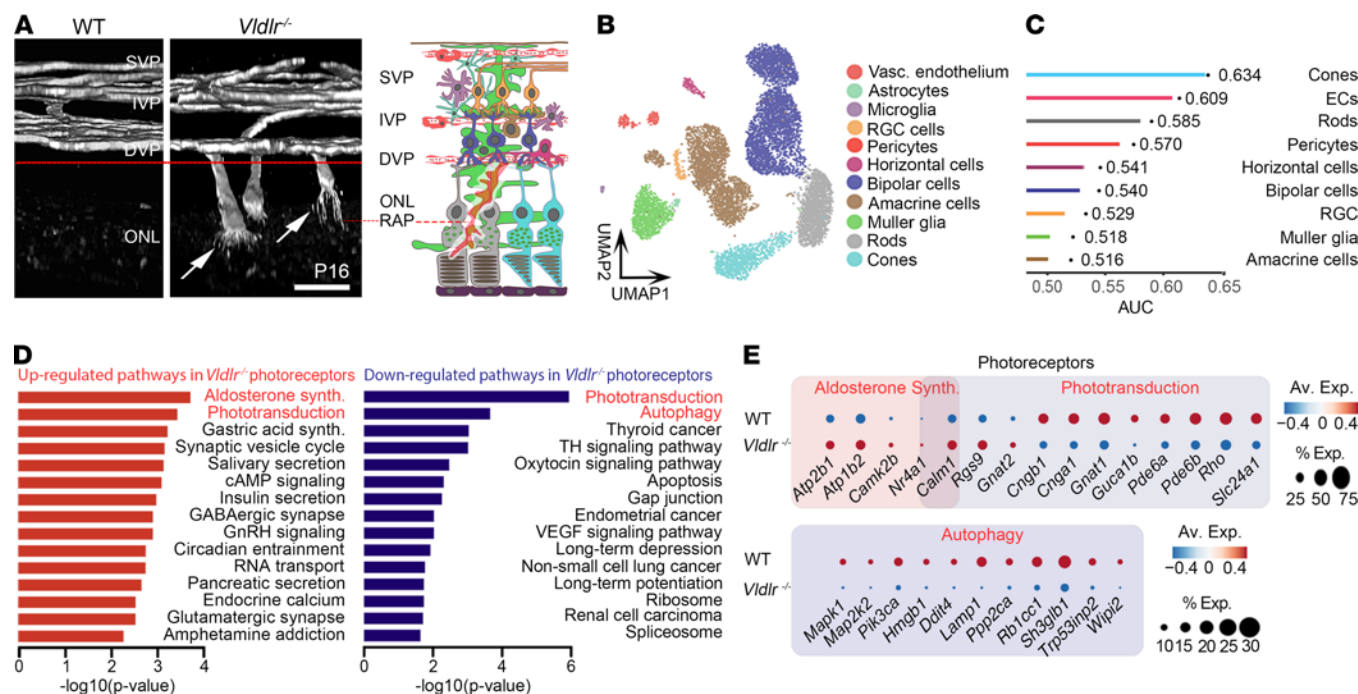 A
WT
Vldlr-/-
SVP
IVP
DVP
ONL
P16
SVP
IVP
DVP
ONL
RAP
B
UMAP2
UMAP1
Vasc. endothelium
Astrocytes
Microglia
RGC cells
Pericytes
Horizontal cells
Bipolar cells
Amacrine cells
Muller glia
Rods
Cones
C
0.634 Cones
0.609 ECs
0.585 Rods
0.570 Pericytes
0.541 Horizontal cells
0.540 Bipolar cells
0.529 RGC
0.518 Muller glia
0.516 Amacrine cells
0.50 0.55 0.60 0.65
AUC
D
Up-regulated pathways in Vldlr-/- photoreceptors
Aldosterone synth.
Phototransduction
Gastric acid synth.
Synaptic vesicle cycle
Salivary secretion
cAMP signaling
Insulin secretion
GABAergic synapse
GnRH signaling
Circadian entrainment
RNA transport
Pancreatic secretion
Endocrine calcium
Glutamatergic synapse
Amphetamine addiction
0 1 2 3 4
-log10(p-value)
Down-regulated pathways in Vldlr-/- photoreceptors
Phototransduction
Autophagy
Thyroid cancer
TH signaling pathway
Oxytocin signaling pathway
Apoptosis
Gap junction
Endometrial cancer
VEGF signaling pathway
Long-term depression
Non-small cell lung cancer
Long-term potentiation
Ribosome
Renal cell carcinoma
Spliceosome
0 2 4 6
-log10(p-value)
E
Photoreceptors
Aldosterone Synth. Phototransduction
WT
Vldlr -/-
Atp2b1 Atp1b2 Camk2b Nr4a1 Calm1 Rgs9 Gnat2 Cngb1 Cnga1 Gnat1 Guca1b Pde6a Pde6b Rho Slc24a1
Av. Exp.
−0.4 0 0.4
% Exp.
25 50 75
Autophagy
WT
Vldlr -/-
Mapk1 Map2k2 Pik3ca Hmgb1 Ddit4 Lamp1 Ppp2ca Rb1cc1 Sh3glb1 Trp53inp2 Wipi2
Av. Exp.
−0.4 0 0.4
% Exp.
10 15 20 25 30